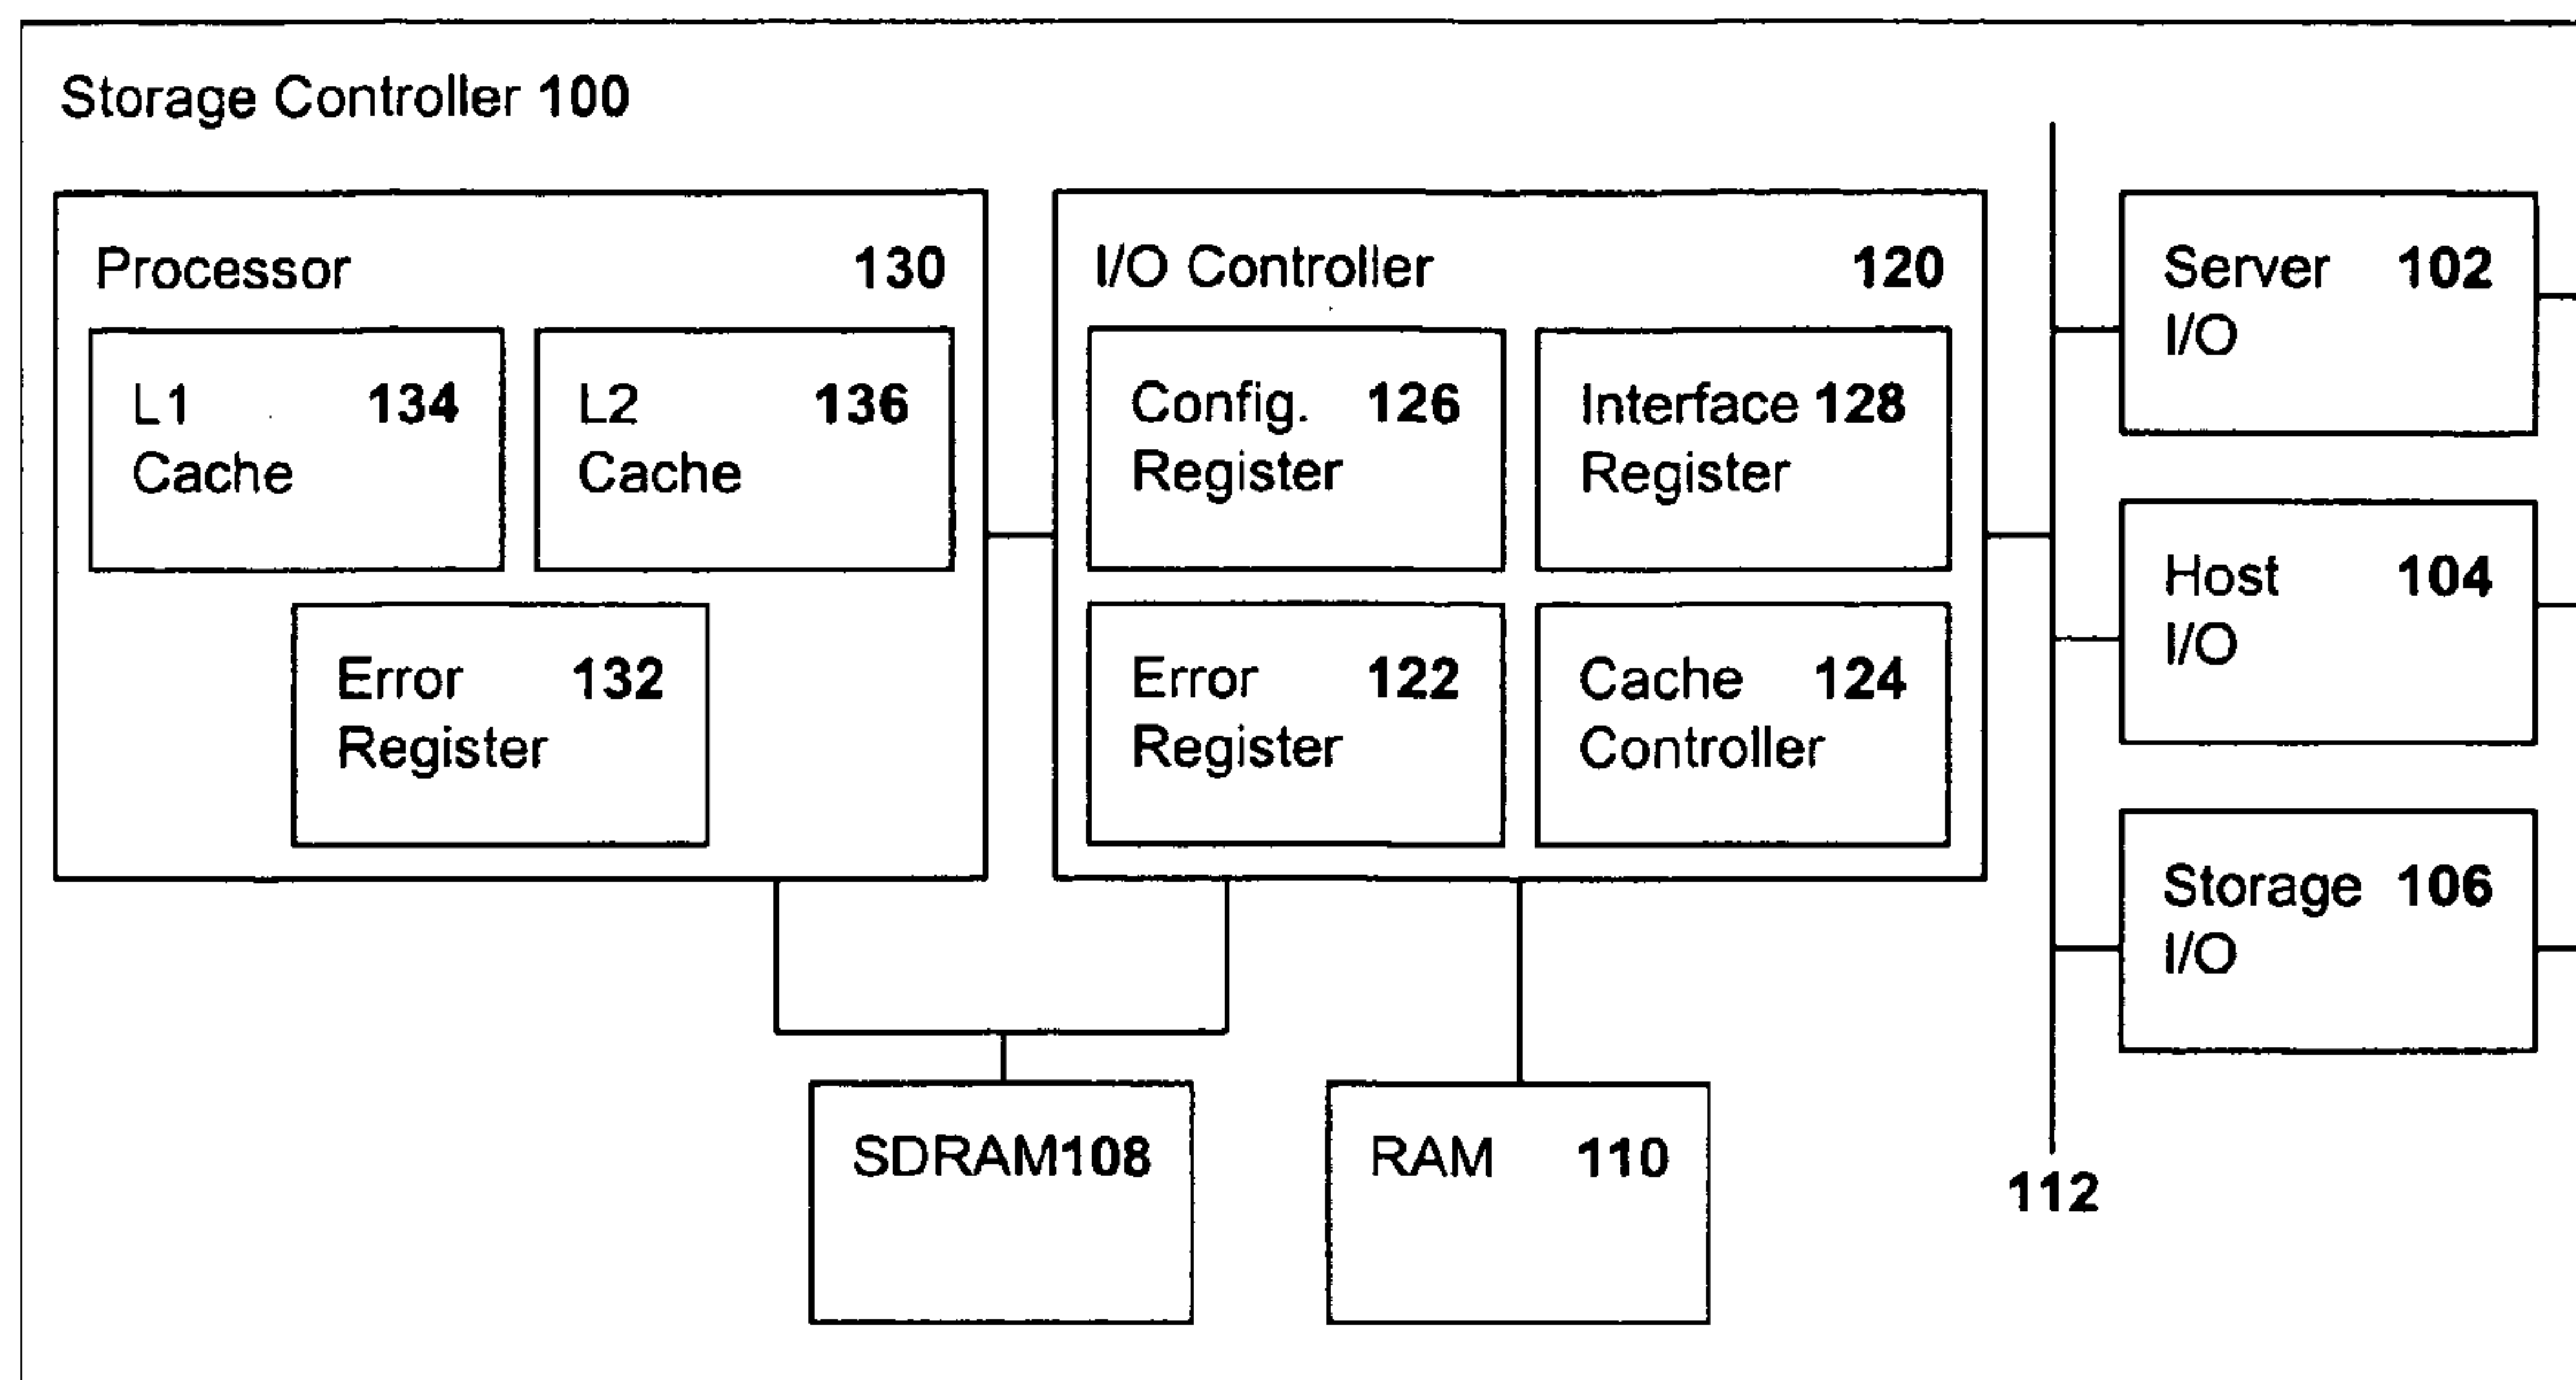 Storage Controller 100
Processor 130
L1 134
Cache
L2 136
Cache
Error 132
Register
I/O Controller 120
Config. 126
Register
Interface 128
Register
Error 122
Register
Cache 124
Controller
Server 102
I/O
Host 104
I/O
Storage 106
I/O
SDRAM108
RAM 110
112